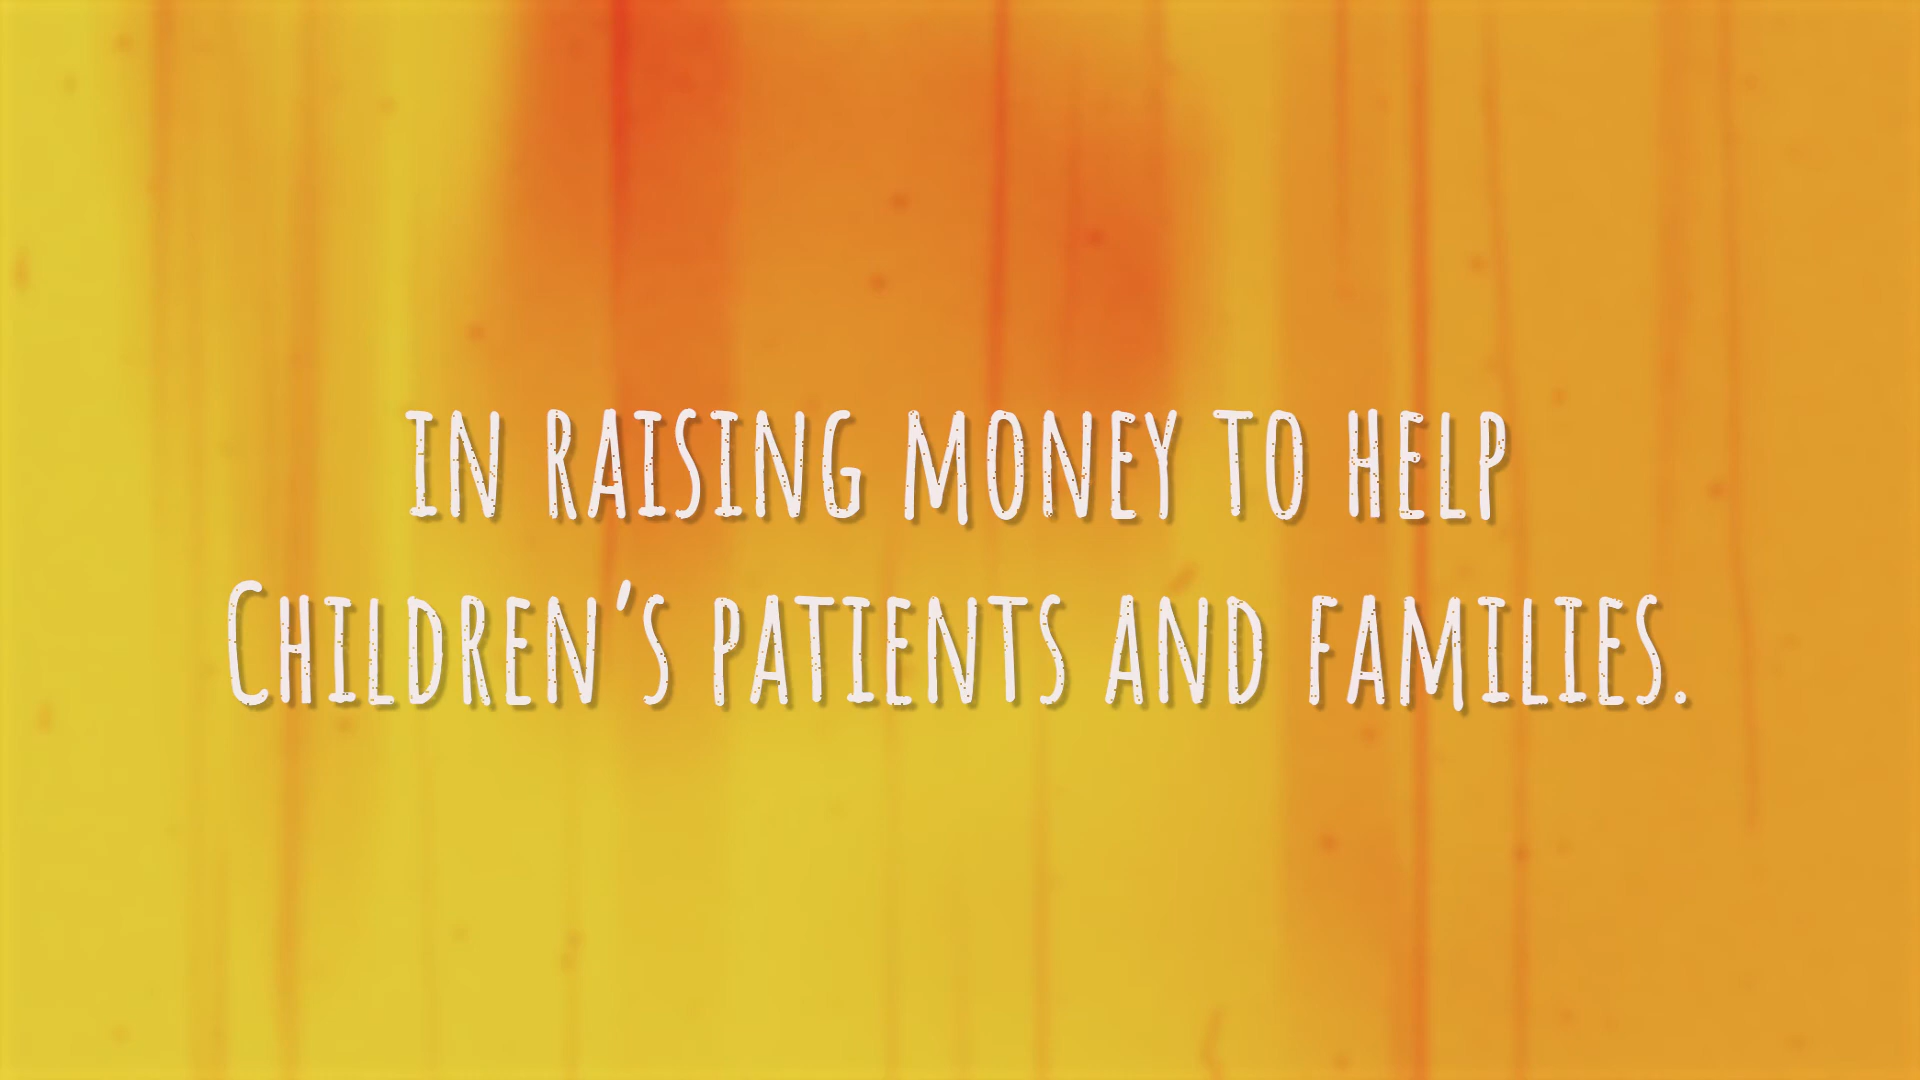 in raising money to help
Children's patients and families.